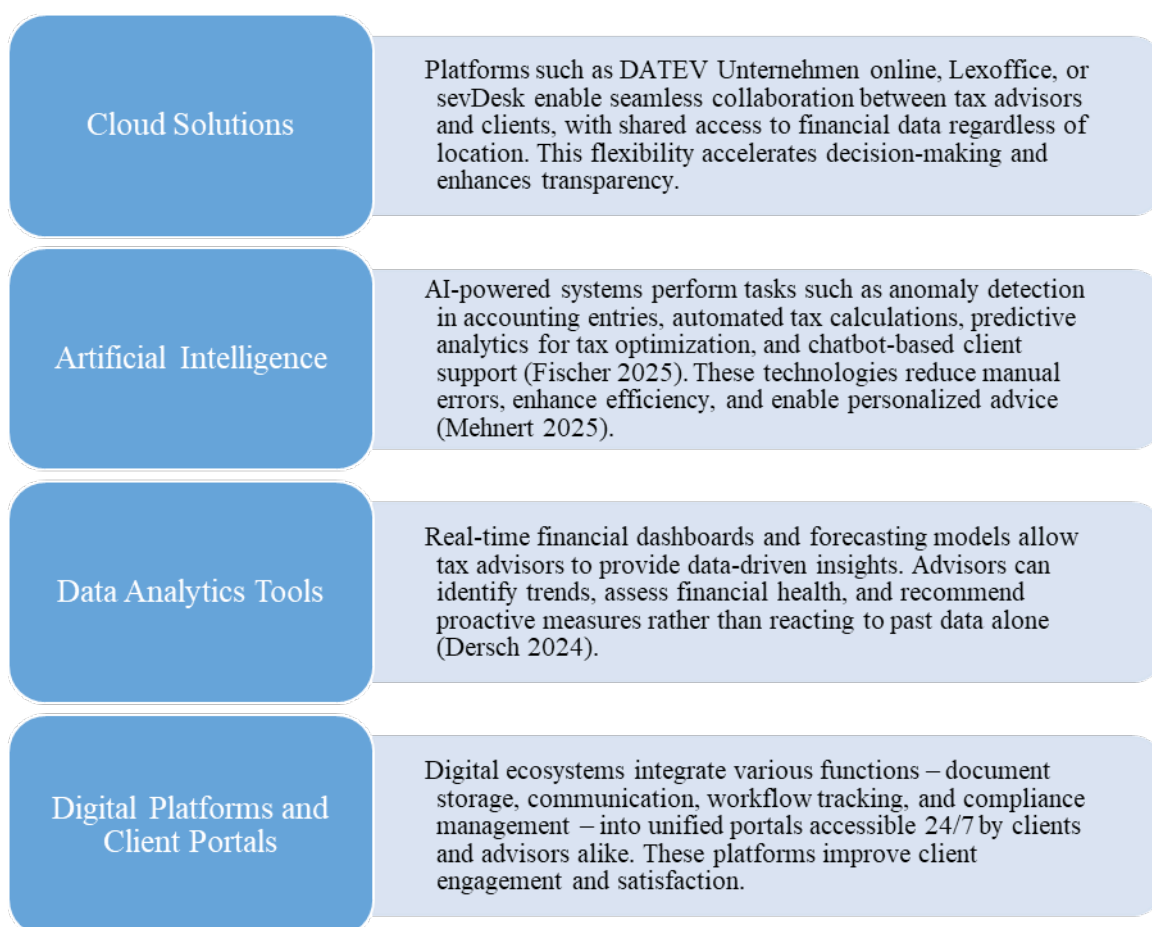 Cloud Solutions
Platforms such as DATEV Unternehmen online, Lexoffice, or
sevDesk enable seamless collaboration between tax advisors
and clients, with shared access to financial data regardless of
location. This flexibility accelerates decision-making and
enhances transparency.
Artificial Intelligence
AI-powered systems perform tasks such as anomaly detection
in accounting entries, automated tax calculations, predictive
analytics for tax optimization, and chatbot-based client
support (Fischer 2025). These technologies reduce manual
errors, enhance efficiency, and enable personalized advice
(Mehnert 2025).
Data Analytics Tools
Real-time financial dashboards and forecasting models allow
tax advisors to provide data-driven insights. Advisors can
identify trends, assess financial health, and recommend
proactive measures rather than reacting to past data alone
(Dersch 2024).
Digital Platforms and
Client Portals
Digital ecosystems integrate various functions – document
storage, communication, workflow tracking, and compliance
management – into unified portals accessible 24/7 by clients
and advisors alike. These platforms improve client
engagement and satisfaction.